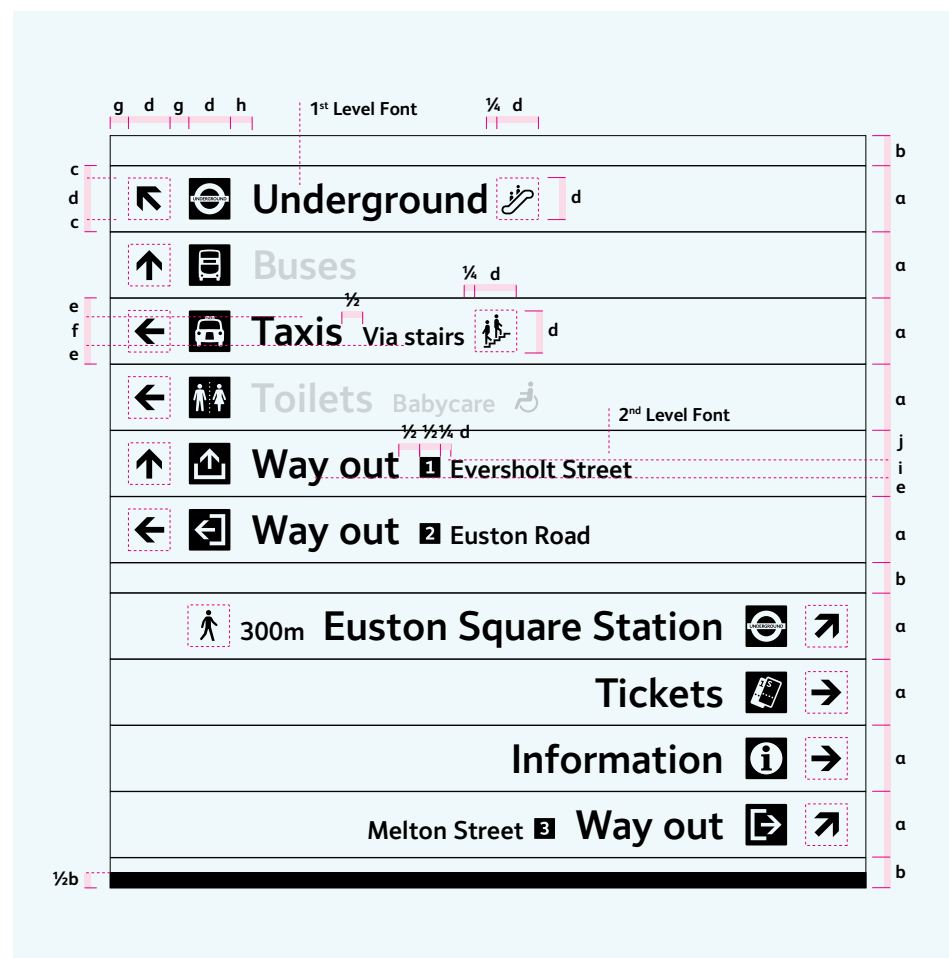 g d g d h 1st Level Font ¼ d
b
c
d
c
UNDERGROUND
Underground
d
a
Buses
a
¼ d
e
f
e
½
Taxis Via stairs
d
a
Toilets Babycare
a
2nd Level Font
½ ½ ¼ d
j
i
e
Way out 1 Eversholt Street
Way out 2 Euston Road
a
b
300m Euston Square Station
UNDERGROUND
a
Tickets
a
Information
a
Melton Street 3 Way out
a
½b
b